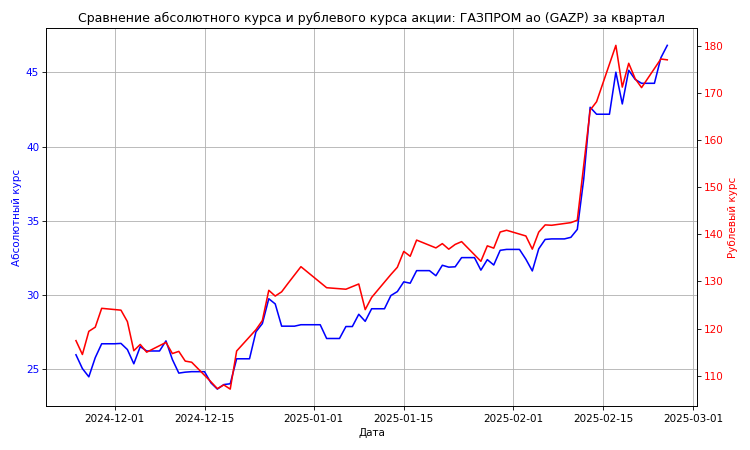 Сравнение абсолютного курса и рублевого курса акции: ГАЗПРОМ ао (GAZP) за квартал
Абсолютный курс
45
40
35
30
25
180
170
160
150
140
130
120
110
Рублевый курс
2024-12-01 2024-12-15 2025-01-01 2025-01-15 2025-02-01 2025-02-15 2025-03-01
Дата